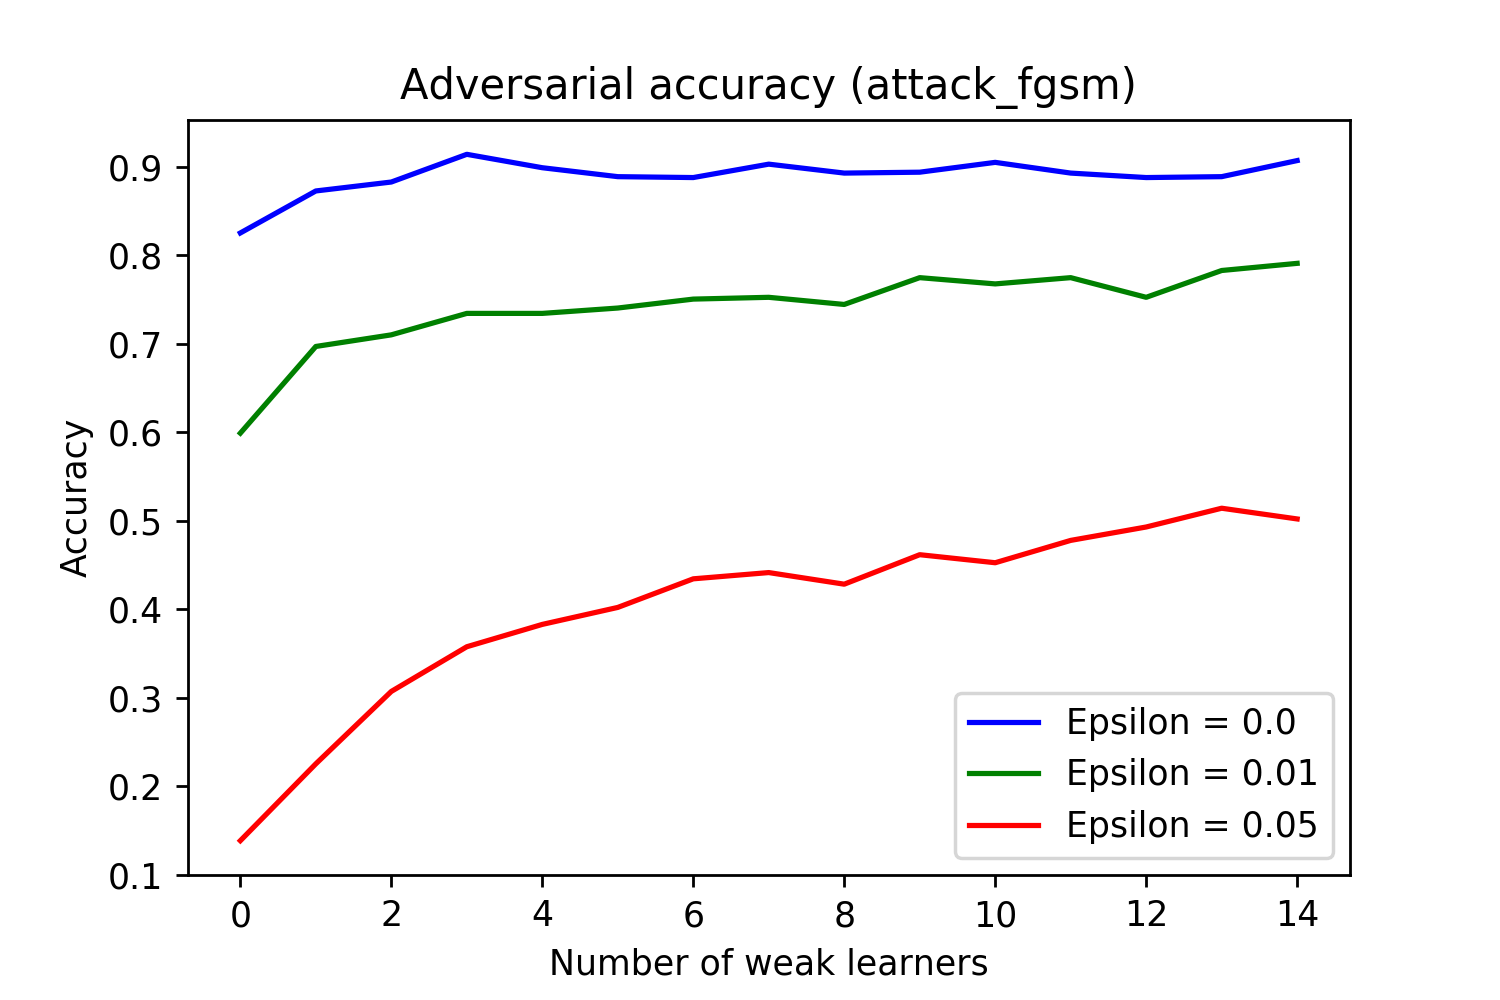 Adversarial accuracy (attack_fgsm)
0.9
0.8
0.7
0.6
0.5
0.4
0.3
0.2
0.1
Accuracy
Epsilon = 0.0
Epsilon = 0.01
Epsilon = 0.05
0 2 4 6 8 10 12 14
Number of weak learners